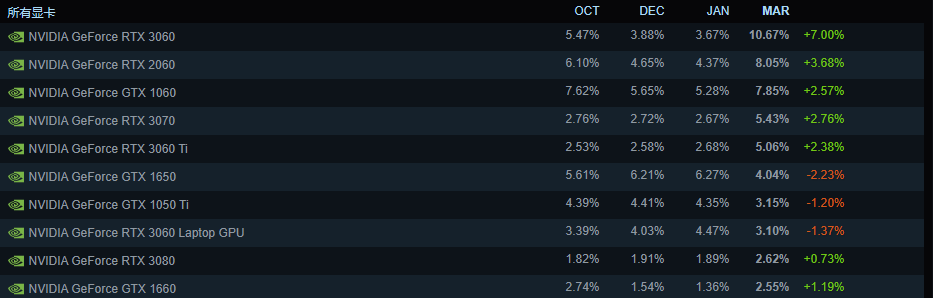 所有显卡 OCT DEC JAN MAR
NVIDIA GeForce RTX 3060 5.47% 3.88% 3.67% 10.67% +7.00%
NVIDIA GeForce RTX 2060 6.10% 4.65% 4.37% 8.05% +3.68%
NVIDIA GeForce GTX 1060 7.62% 5.65% 5.28% 7.85% +2.57%
NVIDIA GeForce RTX 3070 2.76% 2.72% 2.67% 5.43% +2.76%
NVIDIA GeForce RTX 3060 Ti 2.53% 2.58% 2.68% 5.06% +2.38%
NVIDIA GeForce GTX 1650 5.61% 6.21% 6.27% 4.04% -2.23%
NVIDIA GeForce GTX 1050 Ti 4.39% 4.41% 4.35% 3.15% -1.20%
NVIDIA GeForce RTX 3060 Laptop GPU 3.39% 4.03% 4.47% 3.10% -1.37%
NVIDIA GeForce RTX 3080 1.82% 1.91% 1.89% 2.62% +0.73%
NVIDIA GeForce GTX 1660 2.74% 1.54% 1.36% 2.55% +1.19%